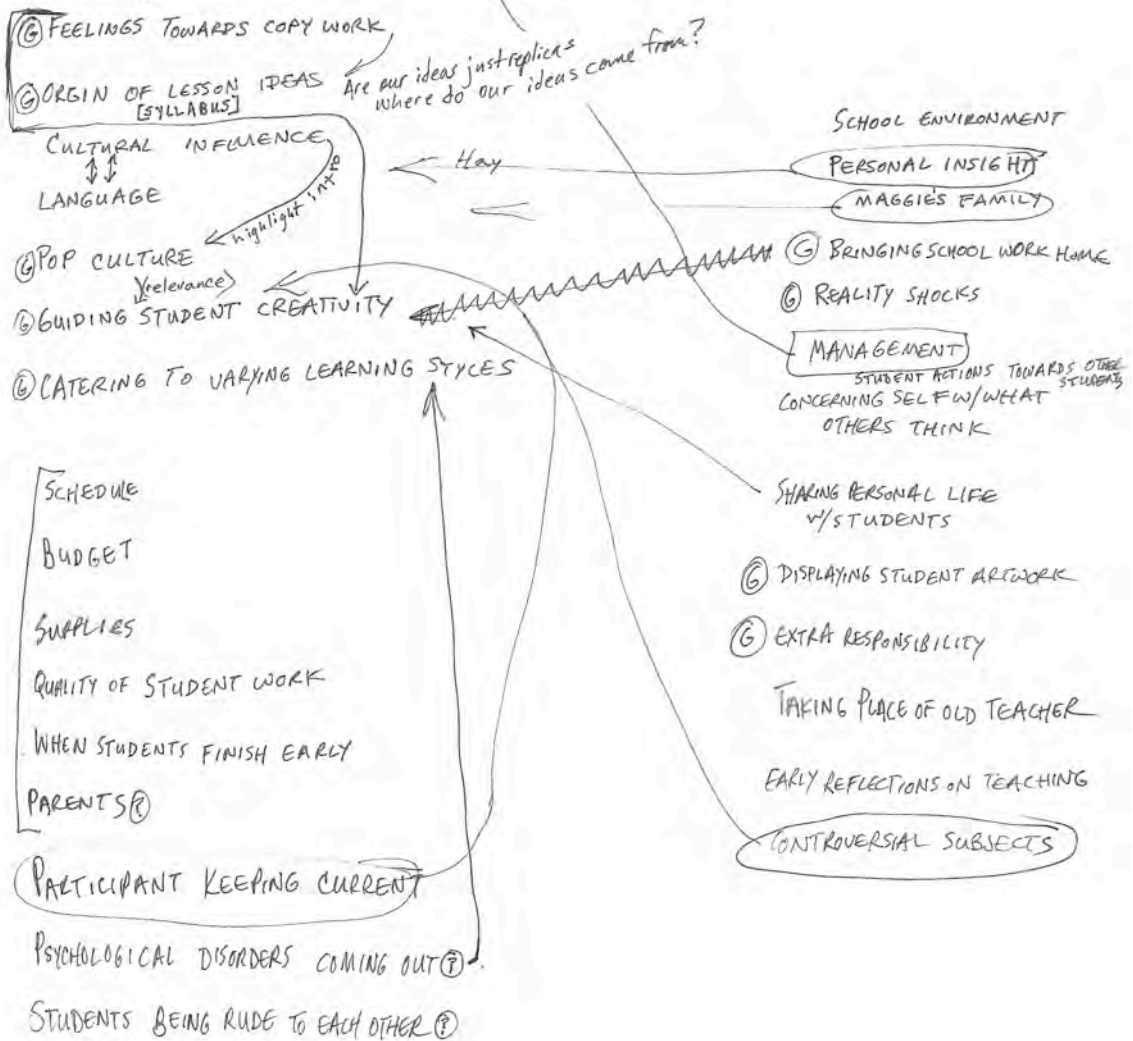 Ⓖ FEELINGS TOWARDS COPY WORK
Ⓖ ORGIN OF LESSON IDEAS
[SYLLABUS]
Are our ideas just replicas
where do our ideas come from?
CULTURAL INFLUENCE
LANGUAGE
highlight intro
Ⓖ POP CULTURE
(relevance)
Ⓖ GUIDING STUDENT CREATIVITY
Ⓖ CATERING TO VARYING LEARNING STYLES
SCHEDULE
BUDGET
SUPPLIES
QUALITY OF STUDENT WORK
WHEN STUDENTS FINISH EARLY
PARENTS ?
PARTICIPANT KEEPING CURRENT
PSYCHOLOGICAL DISORDERS COMING OUT ?
STUDENTS BEING RUDE TO EACH OTHER ?
Hay
SCHOOL ENVIRONMENT
PERSONAL INSIGHT
MAGGIE'S FAMILY
Ⓖ BRINGING SCHOOL WORK HOME
Ⓖ REALITY SHOCKS
MANAGEMENT
STUDENT ACTIONS TOWARDS OTHER
STUDENTS
CONCERNING SELF W/WHAT
OTHERS THINK
SHARING PERSONAL LIFE
W/STUDENTS
Ⓖ DISPLAYING STUDENT ARTWORK
Ⓖ EXTRA RESPONSIBILITY
TAKING PLACE OF OLD TEACHER
EARLY REFLECTIONS ON TEACHING
CONTROVERSIAL SUBJECTS